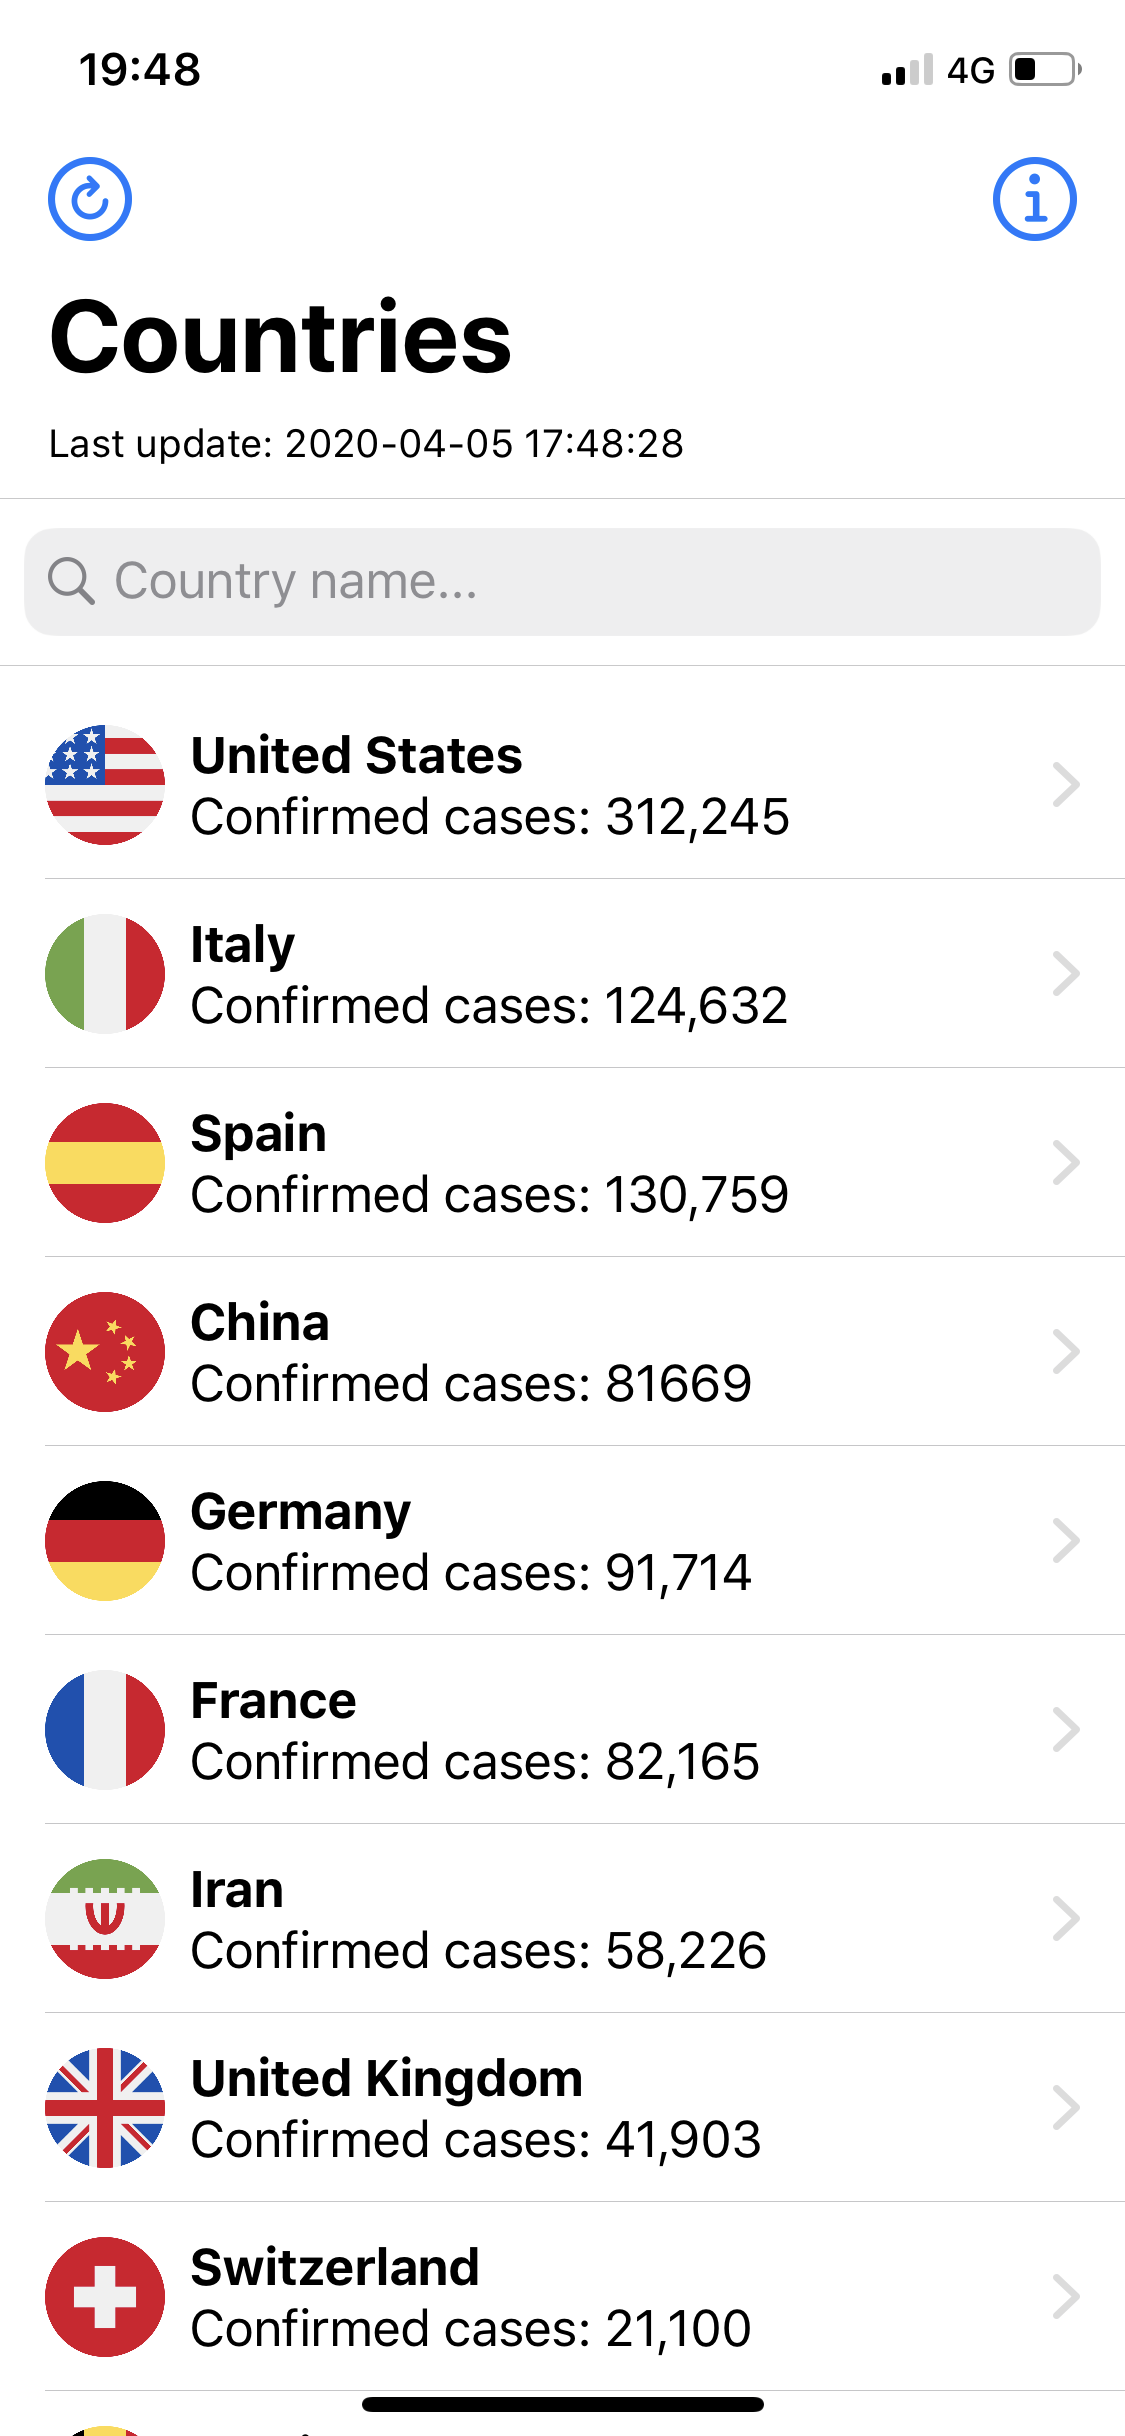 19:48
4G
Countries
Last update: 2020-04-05 17:48:28
Country name...
United States
Confirmed cases: 312,245
Italy
Confirmed cases: 124,632
Spain
Confirmed cases: 130,759
China
Confirmed cases: 81669
Germany
Confirmed cases: 91,714
France
Confirmed cases: 82,165
Iran
Confirmed cases: 58,226
United Kingdom
Confirmed cases: 41,903
Switzerland
Confirmed cases: 21,100